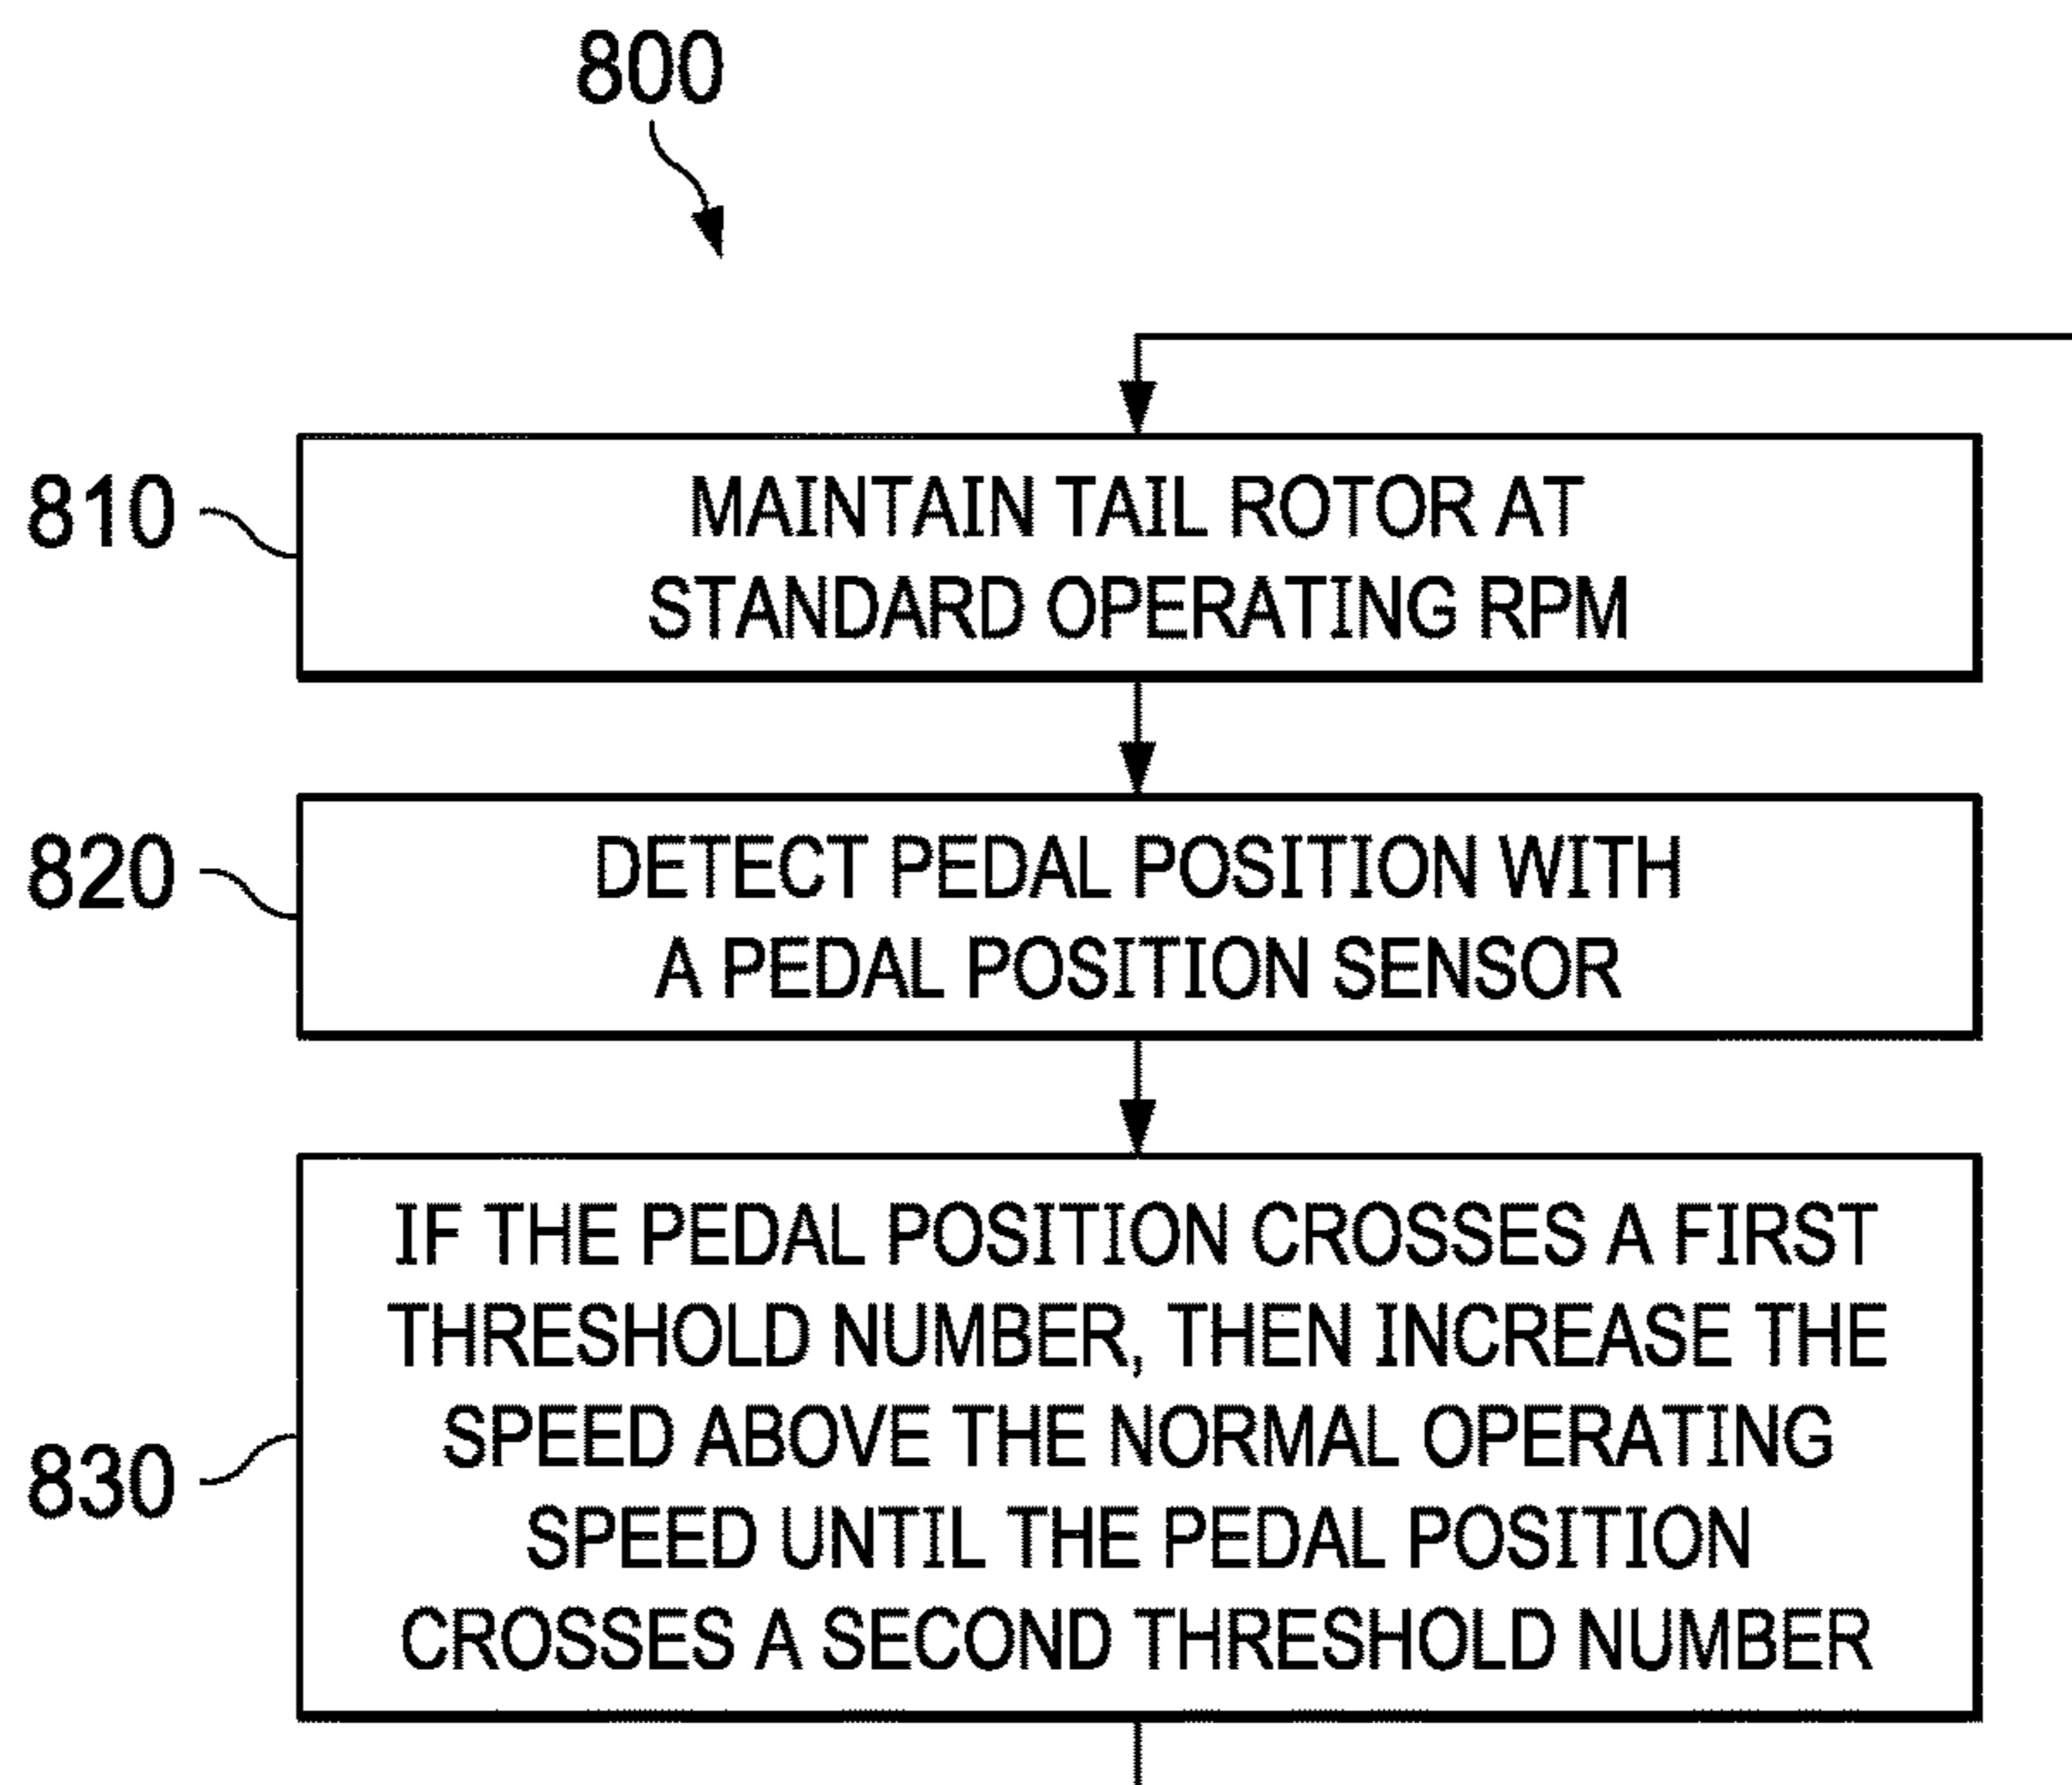 800
810
MAINTAIN TAIL ROTOR AT
STANDARD OPERATING RPM
820
DETECT PEDAL POSITION WITH
A PEDAL POSITION SENSOR
830
IF THE PEDAL POSITION CROSSES A FIRST
THRESHOLD NUMBER, THEN INCREASE THE
SPEED ABOVE THE NORMAL OPERATING
SPEED UNTIL THE PEDAL POSITION
CROSSES A SECOND THRESHOLD NUMBER